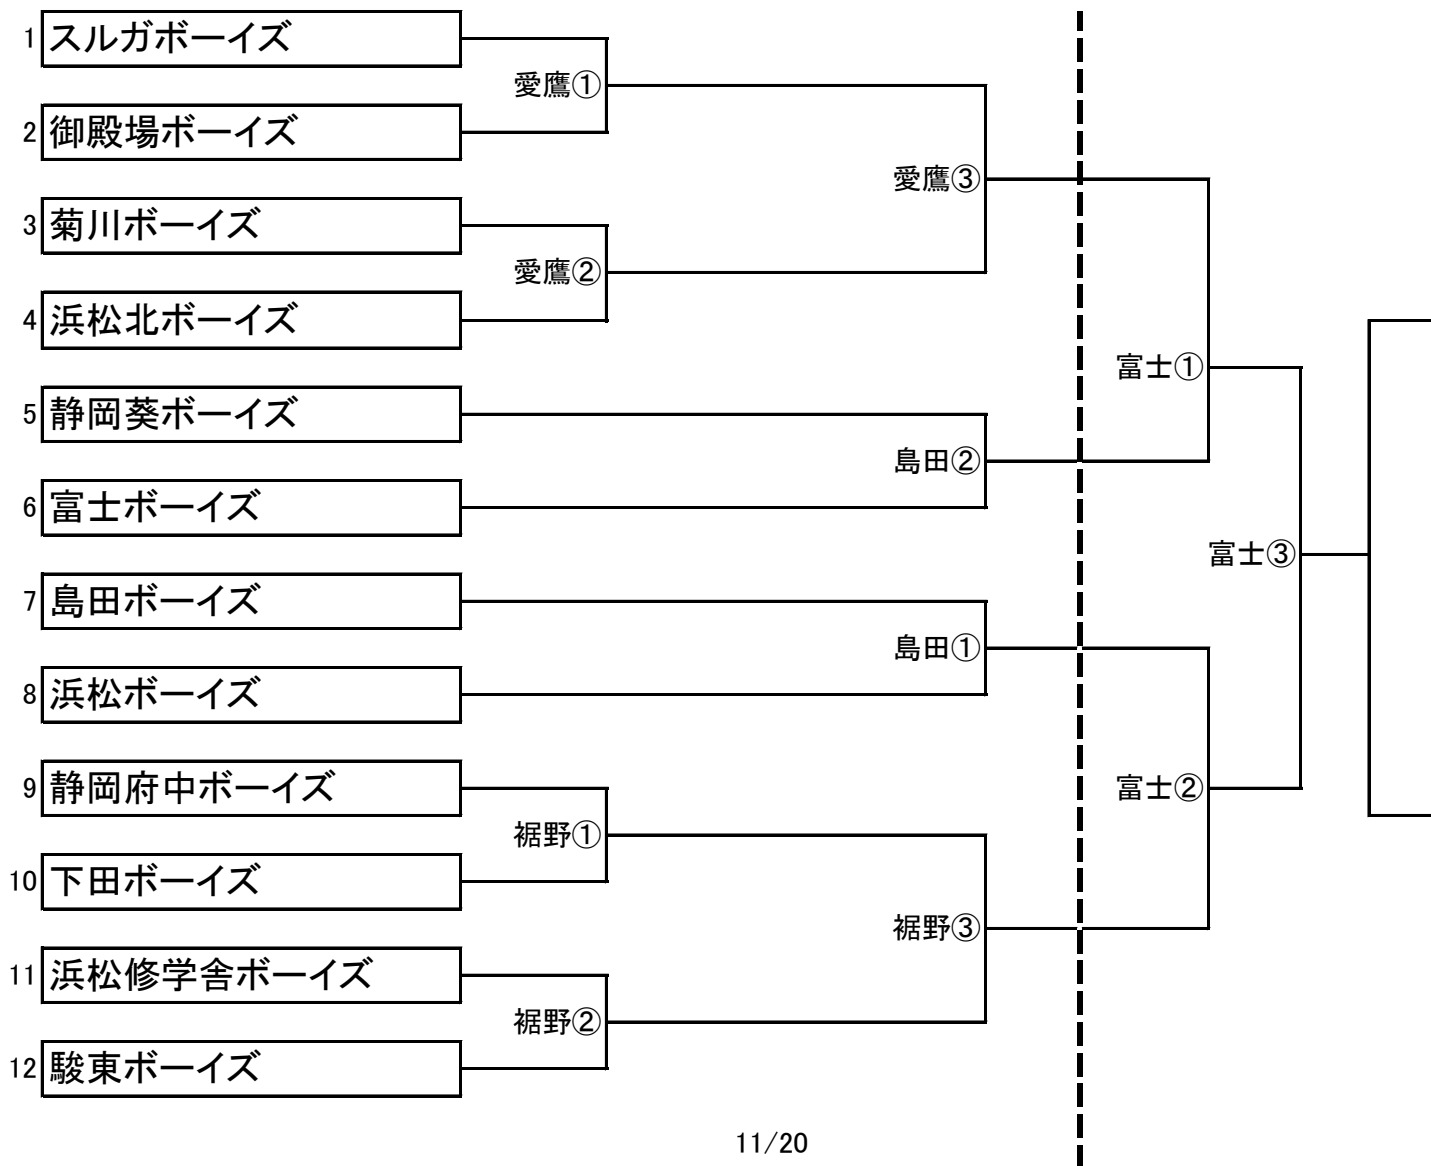 1 スルガボーイズ
愛鷹①
2 御殿場ボーイズ
愛鷹③
3 菊川ボーイズ
愛鷹②
4 浜松北ボーイズ
富士①
5 静岡葵ボーイズ
島田②
6 富士ボーイズ
富士③
7 島田ボーイズ
島田①
8 浜松ボーイズ
9 静岡府中ボーイズ
富士②
裾野①
10 下田ボーイズ
裾野③
11 浜松修学舎ボーイズ
裾野②
12 駿東ボーイズ
11/20